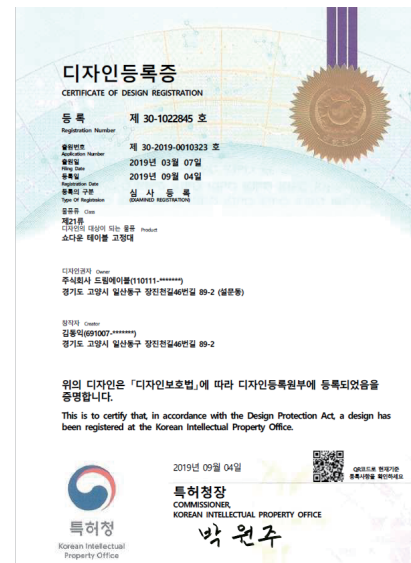 디자인등록증
CERTIFICATE OF DESIGN REGISTRATION
등 록 제 30-1022845 호
Registration Number
출원번호 제 30-2019-0010323 호
Application Number
출원일 2019년 03월 07일
Filing Date
등록일 2019년 09월 04일
Registration Date
등록의 구분 심 사 등 록
Type Of Registration (EXAMINED REGISTRATION)
물품류 Class
제21류
디자인의 대상이 되는 물품 Product
쇼다운 테이블 고정대
디자인권자 Owner
주식회사 드림에이블(110111-*******)
경기도 고양시 일산동구 장진천길46번길 89-2 (설문동)
창작자 Creator
김동익(691007-*******)
경기도 고양시 일산동구 장진천길46번길 89-2
위의 디자인은 「디자인보호법」에 따라 디자인등록원부에 등록되었음을
증명합니다.
This is to certify that, in accordance with the Design Protection Act, a design has
been registered at the Korean Intellectual Property Office.
2019년 09월 04일
QR코드로 현재기준
등록사항을 확인하세요
특허청장
COMMISSIONER,
KOREAN INTELLECTUAL PROPERTY OFFICE
박원주
특허청
Korean Intellectual
Property Office